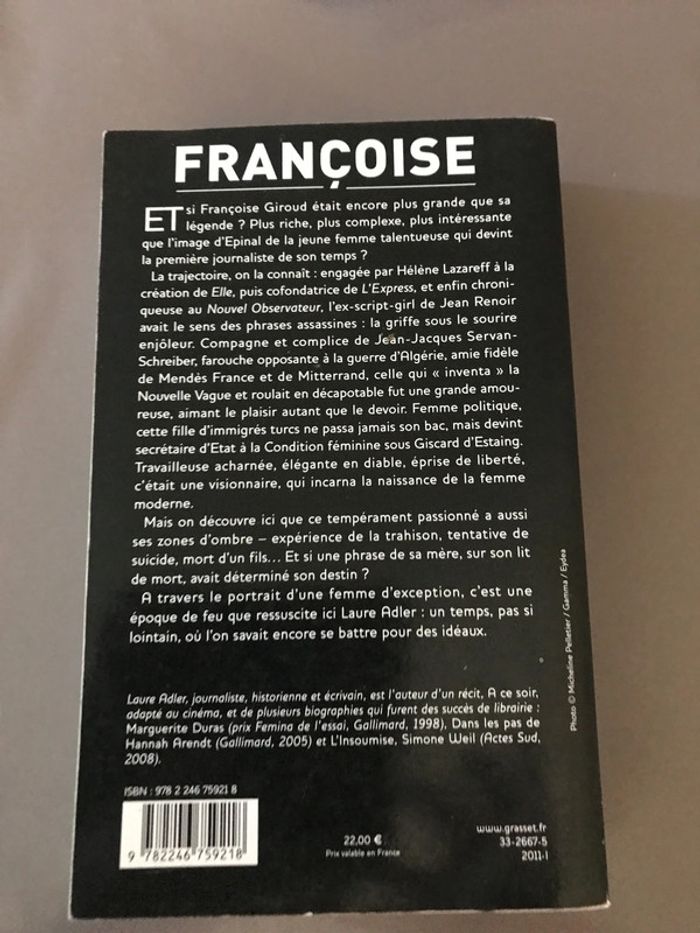 FRANÇOISE
ET si Françoise Giroud était encore plus grande que sa
légende ? Plus riche, plus complexe, plus intéressante
que l'image d'Epinal de la jeune femme talentueuse qui devint
la première journaliste de son temps ?
La trajectoire, on la connaît : engagée par Hélène Lazareff à la
création de Elle, puis cofondatrice de L'Express, et enfin chroni-
queuse au Nouvel Observateur, l'ex-script-girl de Jean Renoir
avait le sens des phrases assassines : la griffe sous le sourire
enjôleur. Compagne et complice de Jean-Jacques Servan-
Schreiber, farouche opposante à la guerre d'Algérie, amie fidèle
de Mendès France et de Mitterrand, celle qui « inventa » la
Nouvelle Vague et roulait en décapotable fut une grande amou-
reuse, aimant le plaisir autant que le devoir. Femme politique,
cette fille d'immigrés turcs ne passa jamais son bac, mais devint
secrétaire d'Etat à la Condition féminine sous Giscard d'Estaing.
Travailleuse acharnée, élégante en diable, éprise de liberté,
c'était une visionnaire, qui incarna la naissance de la femme
moderne.
Mais on découvre ici que ce tempérament passionné a aussi
ses zones d'ombre – expérience de la trahison, tentative de
suicide, mort d'un fils... Et si une phrase de sa mère, sur son lit
de mort, avait déterminé son destin ?
A travers le portrait d'une femme d'exception, c'est une
époque de feu que ressuscite ici Laure Adler : un temps, pas si
lointain, où l'on savait encore se battre pour des idéaux.
Photo © Micheline Pelletier / Gamma / Eydea
Laure Adler, journaliste, historienne et écrivain, est l'auteur d'un récit, A ce soir,
adapté au cinéma, et de plusieurs biographies qui furent des succès de librairie :
Marguerite Duras (prix Femina de l'essai, Gallimard, 1998), Dans les pas de
Hannah Arendt (Gallimard, 2005) et L'Insoumise, Simone Weil (Actes Sud,
2008).
ISBN : 978 2 246 75921 8
9 782246 759218
22,00 €
Prix valable en France
www.grasset.fr
33-2667-5
2011-I